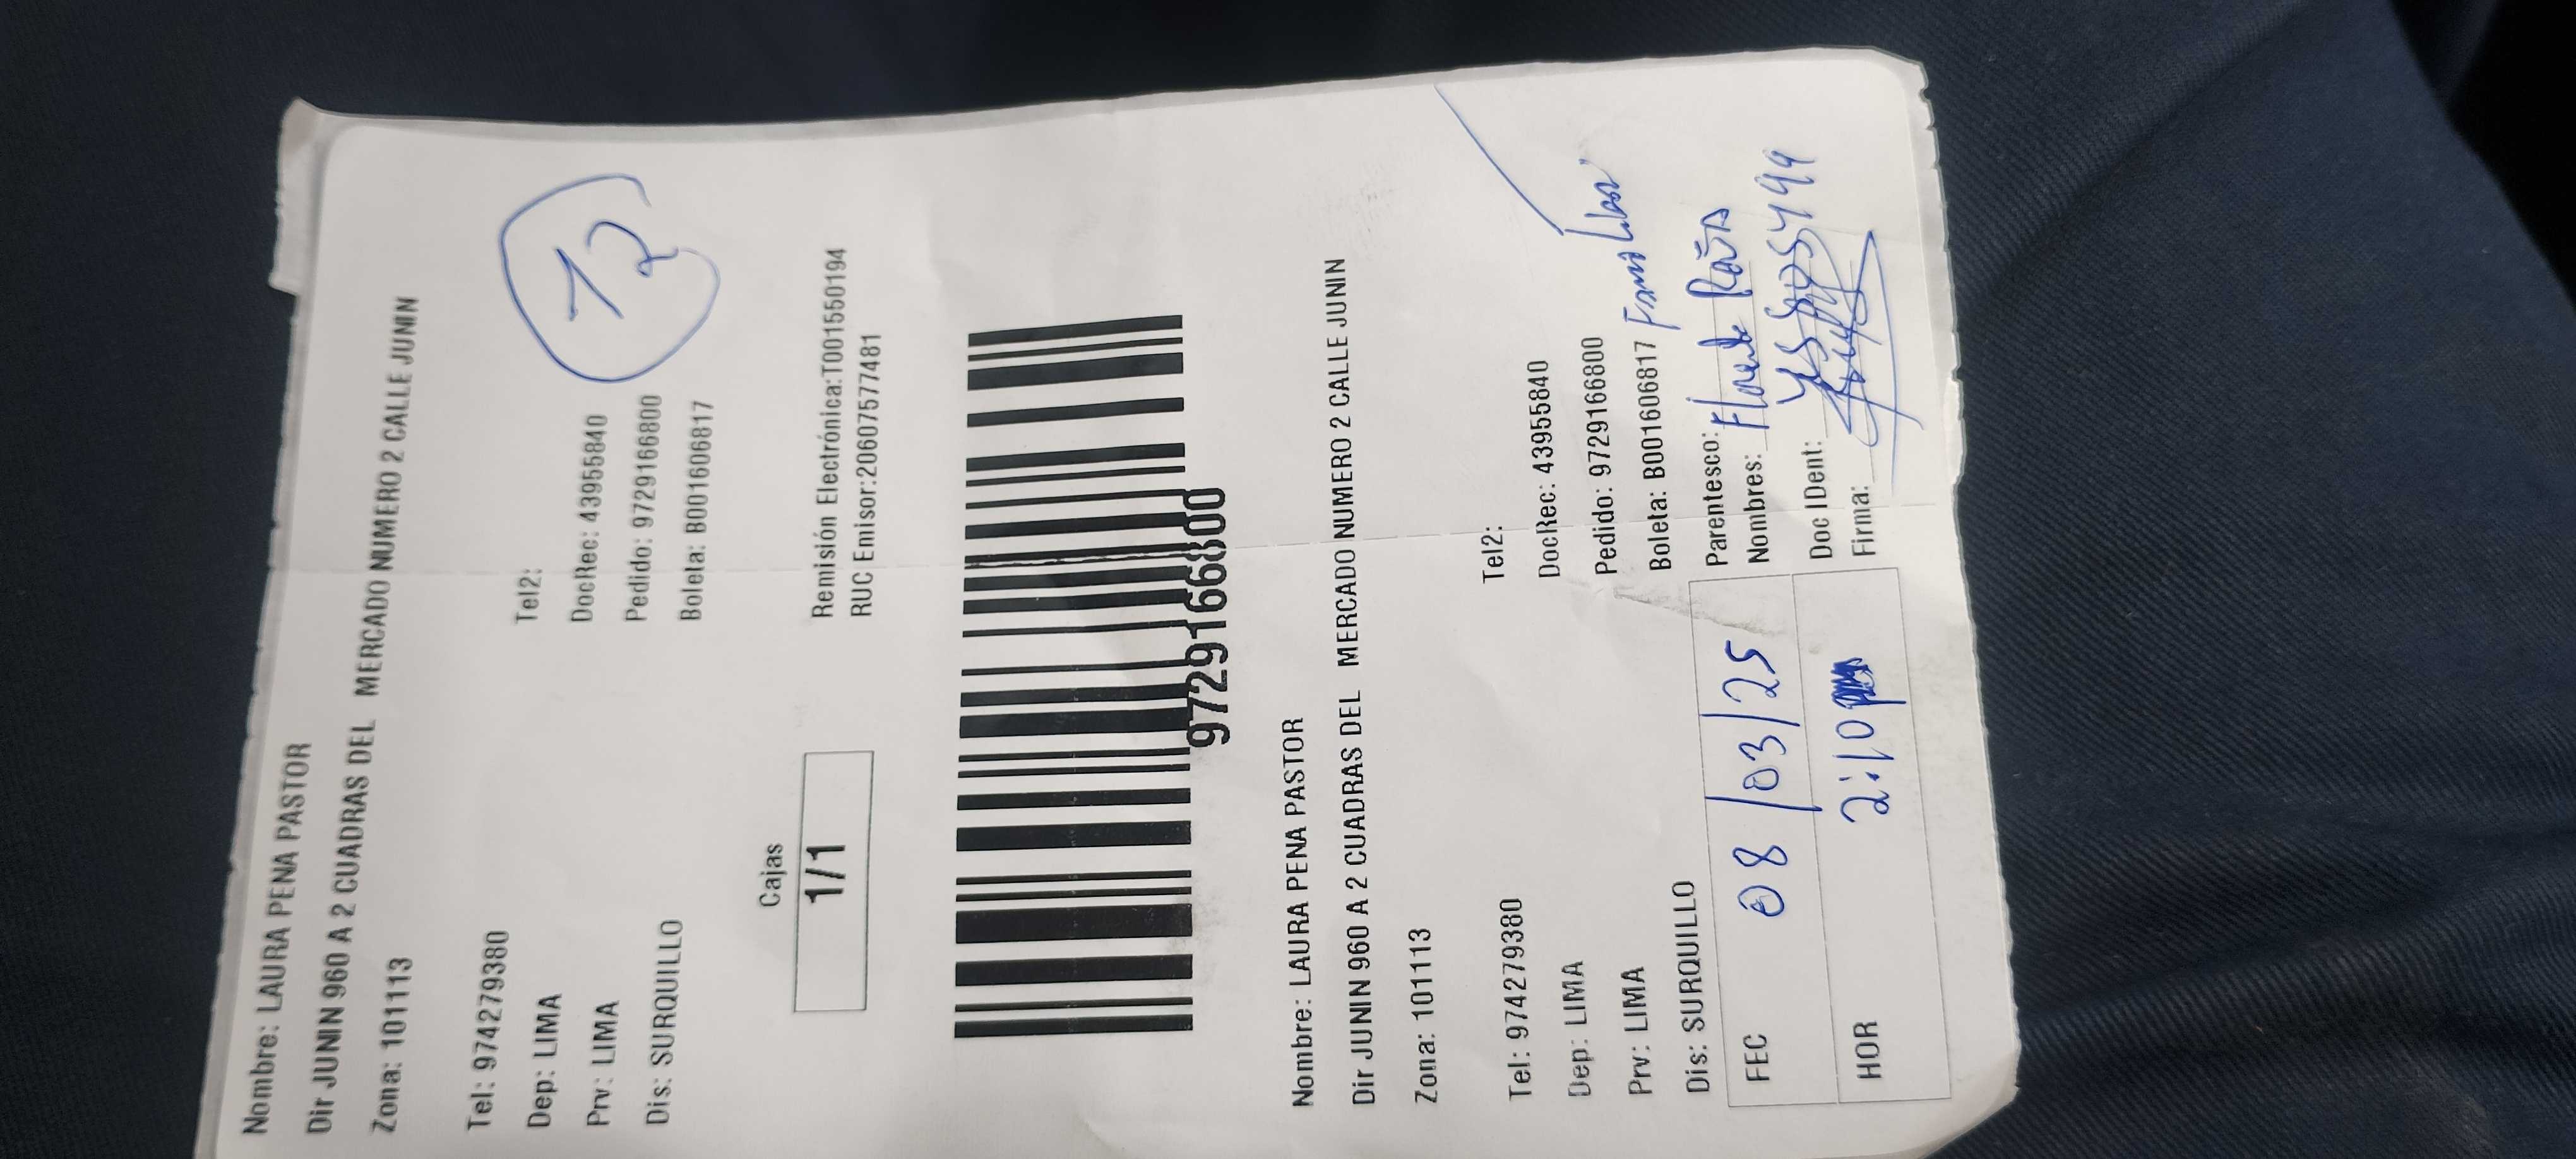 Nombre: LAURA PENA PASTOR
Dir JUNIN 960 A 2 CUADRAS DEL MERCADO NUMERO 2 CALLE JUNIN
Zona: 101113
Tel: 974279380 Tel2:
Dep: LIMA DocRec: 43955840
Prv: LIMA Pedido: 9729166800
Dis: SURQUILLO Boleta: B001606817
Cajas
1/1
Remisión Electrónica:T001550194
RUC Emisor:20607577481
9729166800
Nombre: LAURA PENA PASTOR
Dir JUNIN 960 A 2 CUADRAS DEL MERCADO NUMERO 2 CALLE JUNIN
Zona: 101113
Tel: 974279380 Tel2:
Dep: LIMA DocRec: 43955840
Prv: LIMA Pedido: 9729166800
Dis: SURQUILLO Boleta: B001606817
FEC 08/03/25
HOR 2:10
Parentesco: Familiar
Nombres: Peña
Doc IDent:
Firma: